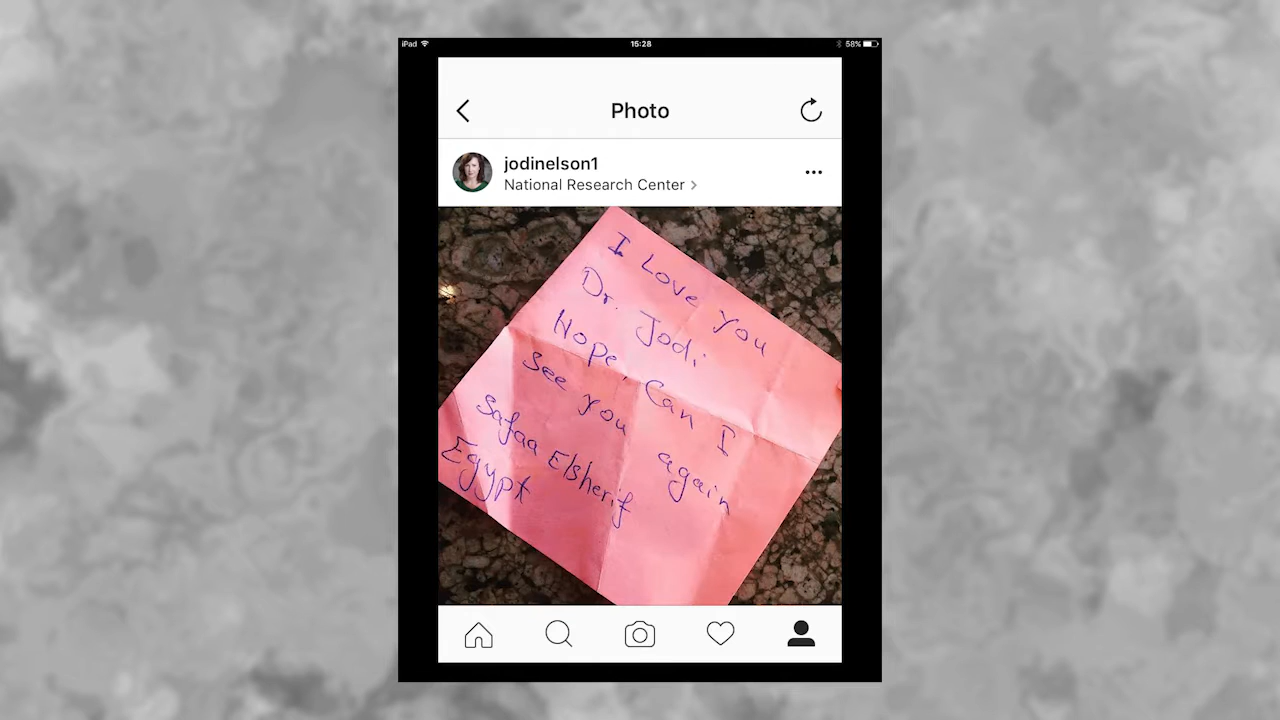 iPad 15:28 58%
Photo
jodinelson1
National Research Center
I Love you
Dr. Jodi
Hope, Can I
see you again
Safaa Elsherif
Egypt